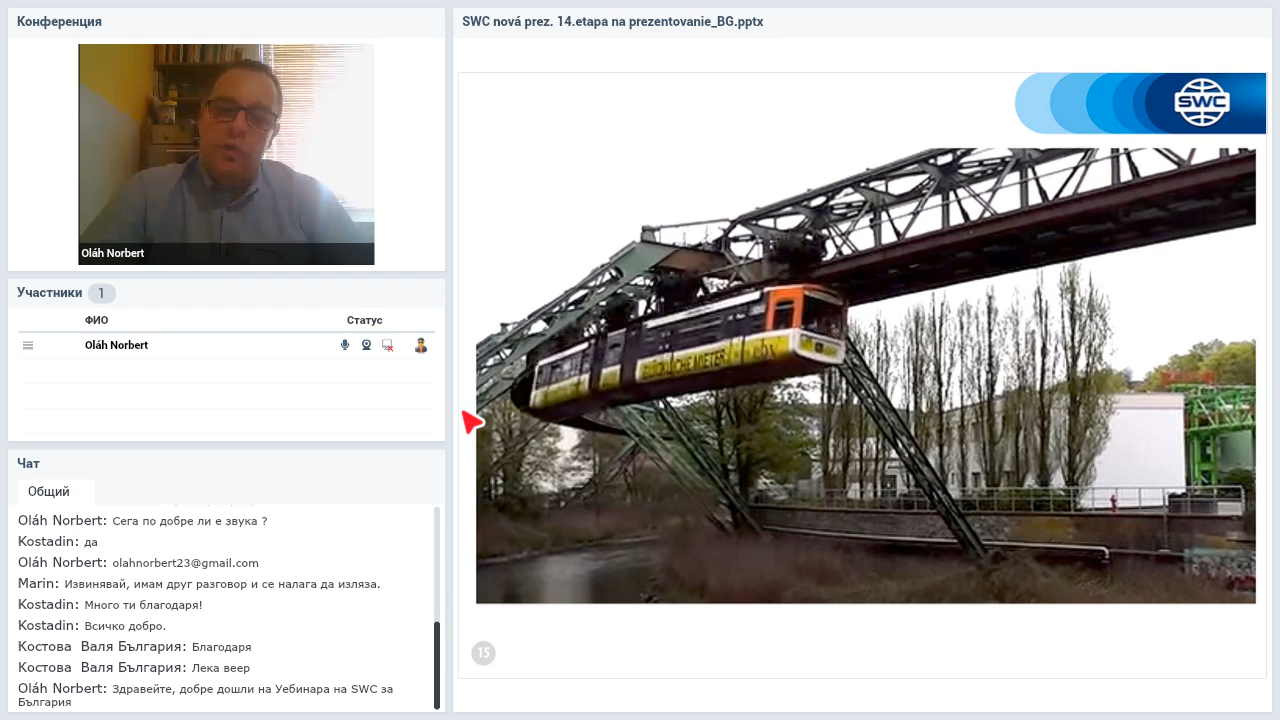 Конференция
Oláh Norbert
Участники 1
ФИО Статус
Oláh Norbert
Чат
Общий
Oláh Norbert: Сега по добре ли е звука ?
Kostadin: да
Oláh Norbert: olahnorbert23@gmail.com
Marin: Извинявай, имам друг разговор и се налага да изляза.
Kostadin: Много ти благодаря!
Kostadin: Всичко добро.
Костова Валя България: Благодаря
Костова Валя България: Лека веер
Oláh Norbert: Здравейте, добре дошли на Уебинара на SWC за
България
SWC nová prez. 14.etapa na prezentovanie_BG.pptx
SWC
15